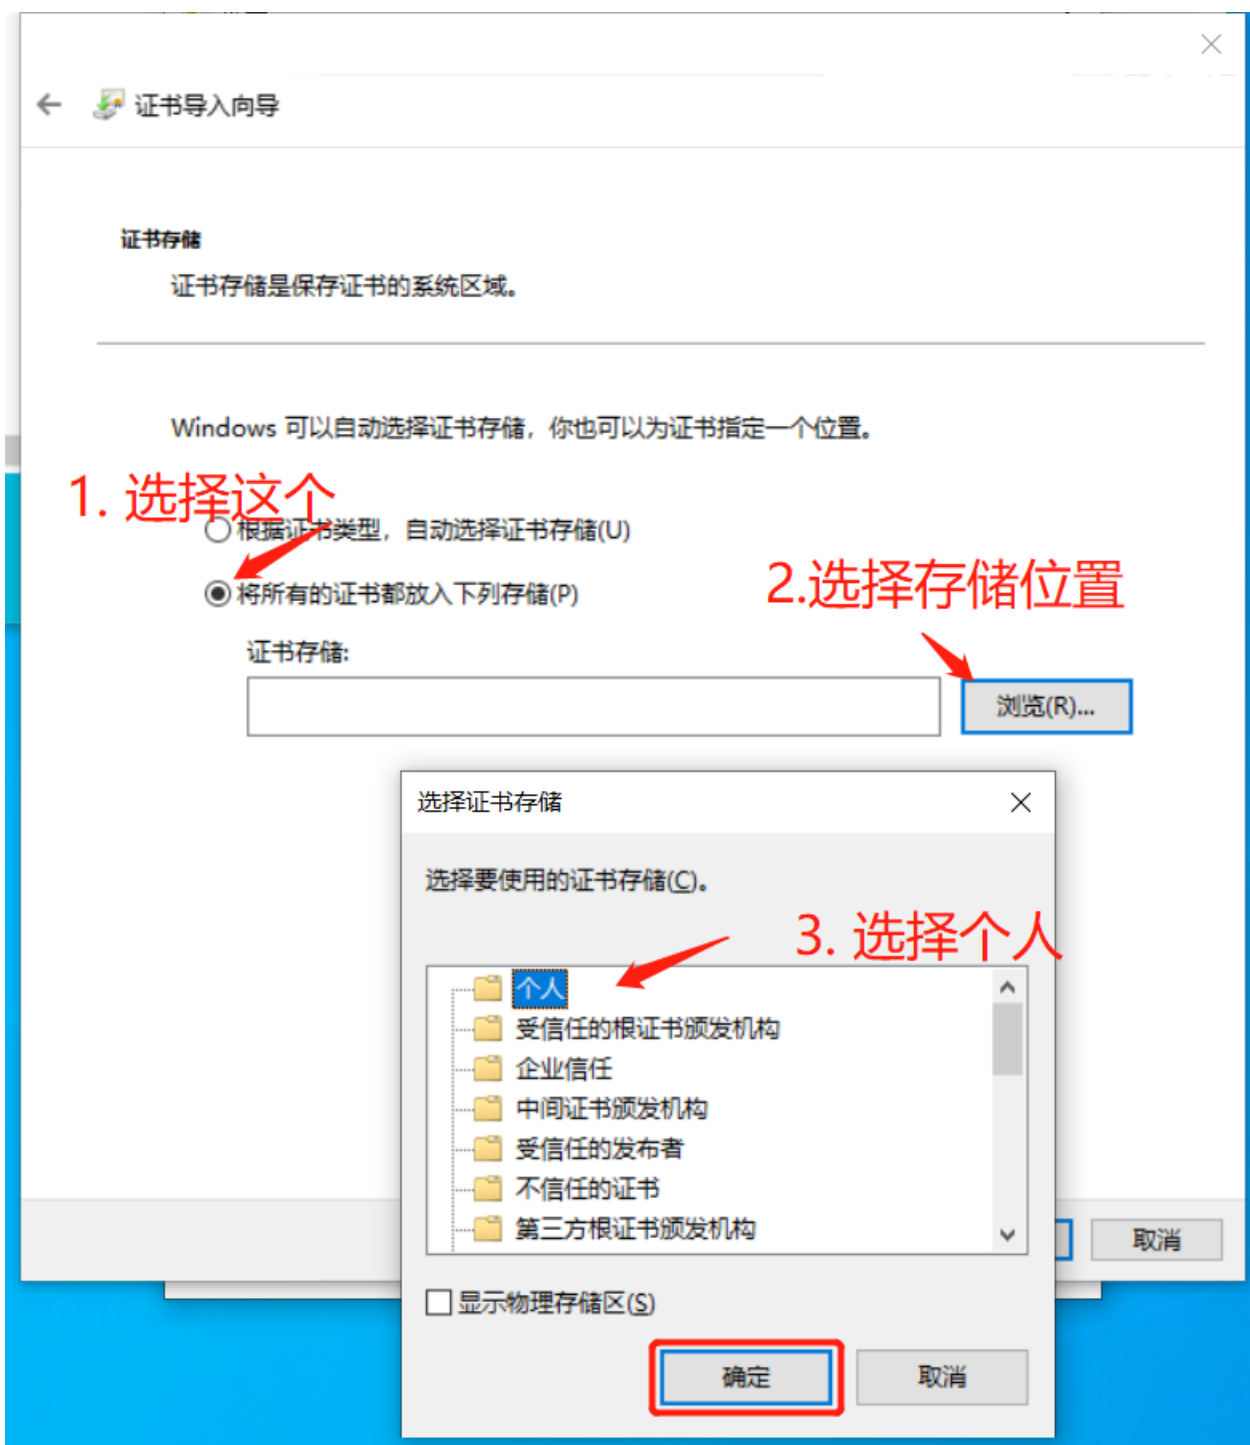 证书导入向导
证书存储
证书存储是保存证书的系统区域。
Windows 可以自动选择证书存储，你也可以为证书指定一个位置。
1. 选择这个
根据证书类型，自动选择证书存储(U)
将所有的证书都放入下列存储(P)
2.选择存储位置
证书存储:
浏览(R)...
选择证书存储
选择要使用的证书存储(C)。
3. 选择个人
个人
受信任的根证书颁发机构
企业信任
中间证书颁发机构
受信任的发布者
不信任的证书
第三方根证书颁发机构
取消
显示物理存储区(S)
确定
取消